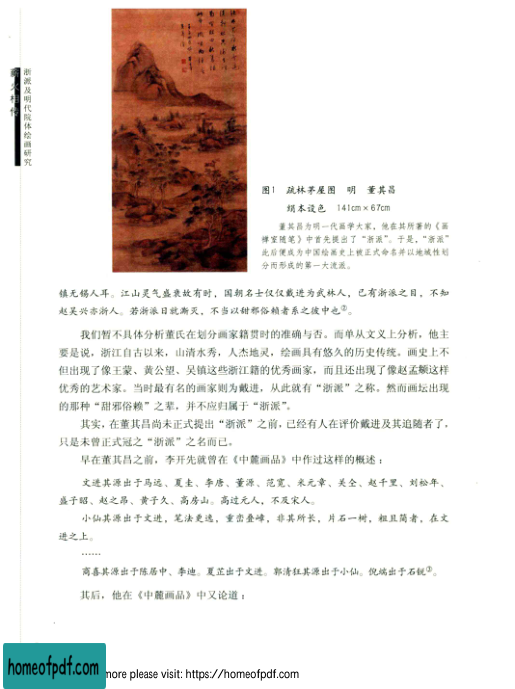 浙派及明代院体绘画研究
图1 疏林茅屋图 明 董其昌
绢本设色 141cm×67cm
董其昌为明一代画学大家，他在其所著的《画
禅室随笔》中首先提出了“浙派”。于是，“浙派”
此后便成为中国绘画史上被正式命名并以地域性划
分而形成的第一大流派。
镇无锡人耳。江山灵气盛衰故有时，国朝名士仅仅戴进为武林人，已有浙派之目，不知
赵吴兴亦浙人。若浙派日就澌灭，不当以甜邪俗赖者系之彼中也②。
我们暂不具体分析董氏在划分画家籍贯时的准确与否。而单从文义上分析，他主
要是说，浙江自古以来，山清水秀，人杰地灵，绘画具有悠久的历史传统。画史上不
但出现了像王蒙、黄公望、吴镇这些浙江籍的优秀画家，而且还出现了像赵孟頫这样
优秀的艺术家。当时最有名的画家则为戴进，从此就有“浙派”之称。然而画坛出现
的那种“甜邪俗赖”之辈，并不应归属于“浙派”。
其实，在董其昌尚未正式提出“浙派”之前，已经有人在评价戴进及其追随者了，
只是未曾正式冠之“浙派”之名而已。
早在董其昌之前，李开先就曾在《中麓画品》中作过这样的概述：
文进其源出于马远、夏圭、李唐、董源、范宽、米元章、关仝、赵千里、刘松年、
盛子昭、赵之昂、黄子久、高房山。高过元人，不及宋人。
小仙其源出于文进，笔法更逸，重峦叠嶂，非其所长，片石一树，粗且简者，在文
进之上。
……
商喜其源出于陈居中、李迪。夏芷出于文进。郭清狂其源出于小仙。倪端出于石锐③。
其后，他在《中麓画品》中又论道：
homeofpdf.com
more please visit: https://homeofpdf.com